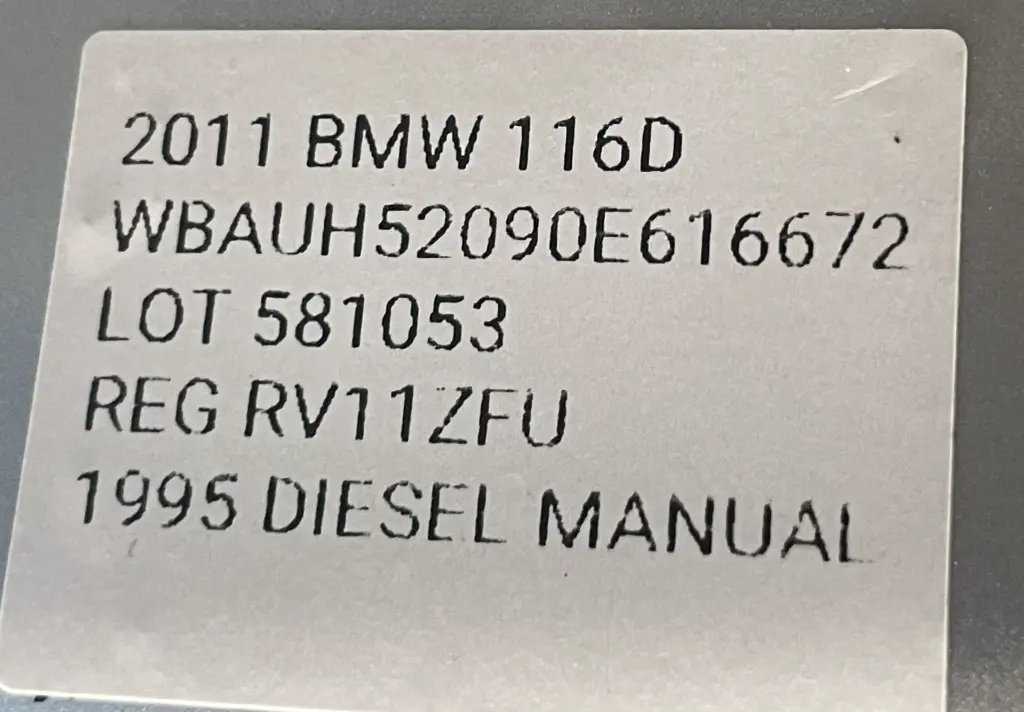 2011 BMW 116D
WBAUH52090E616672
LOT 581053
REG RV11ZFU
1995 DIESEL MANUAL